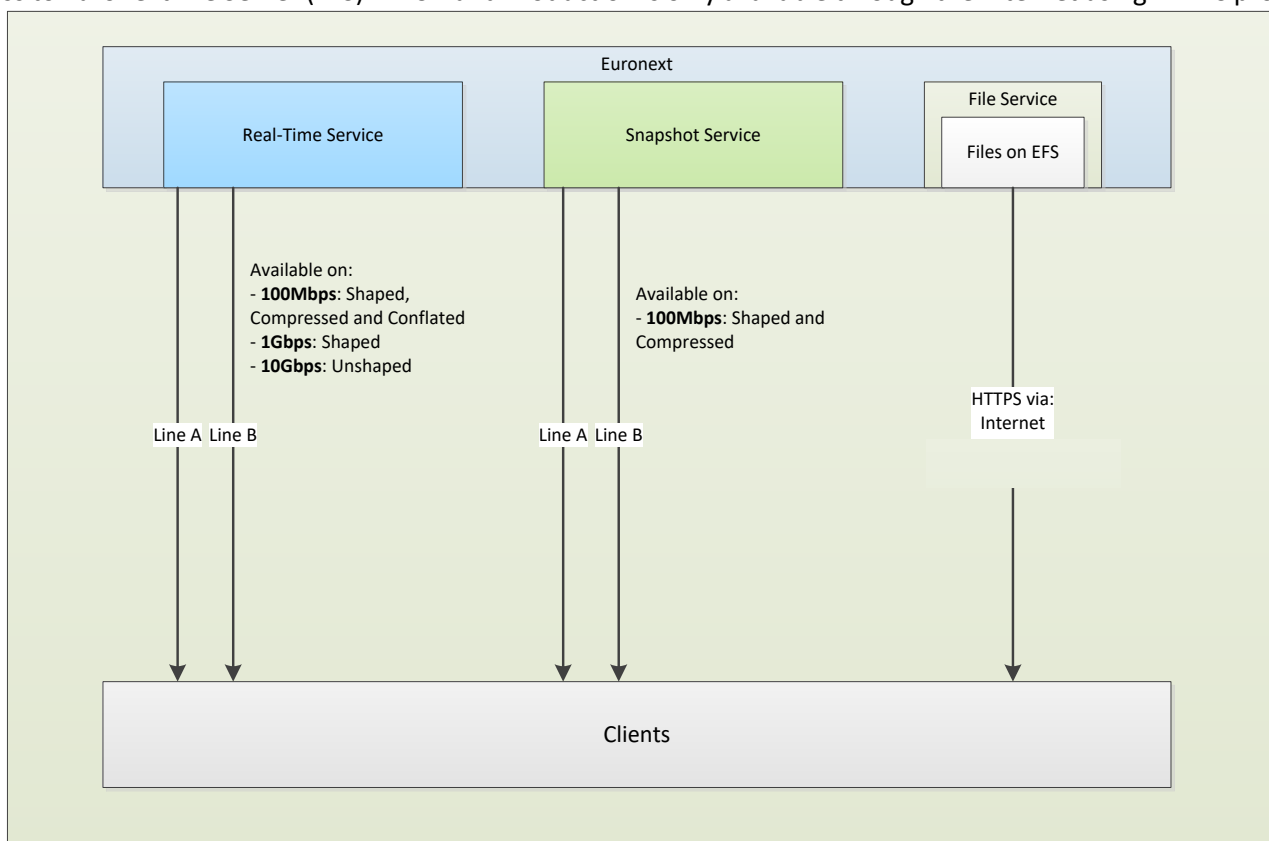 Euronext
Real-Time Service
Snapshot Service
File Service
Files on EFS
Available on:
- 100Mbps: Shaped,
Compressed and Conflated
- 1Gbps: Shaped
- 10Gbps: Unshaped
Available on:
- 100Mbps: Shaped and
Compressed
HTTPS via:
Internet
Line A
Line B
Line A
Line B
Clients